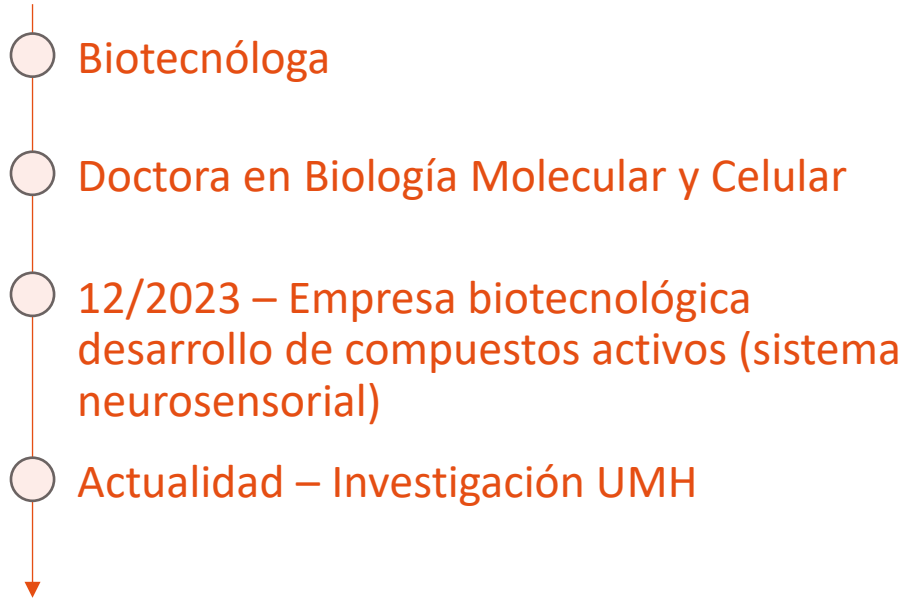 Biotecnóloga
Doctora en Biología Molecular y Celular
12/2023 – Empresa biotecnológica
desarrollo de compuestos activos (sistema
neurosensorial)
Actualidad – Investigación UMH